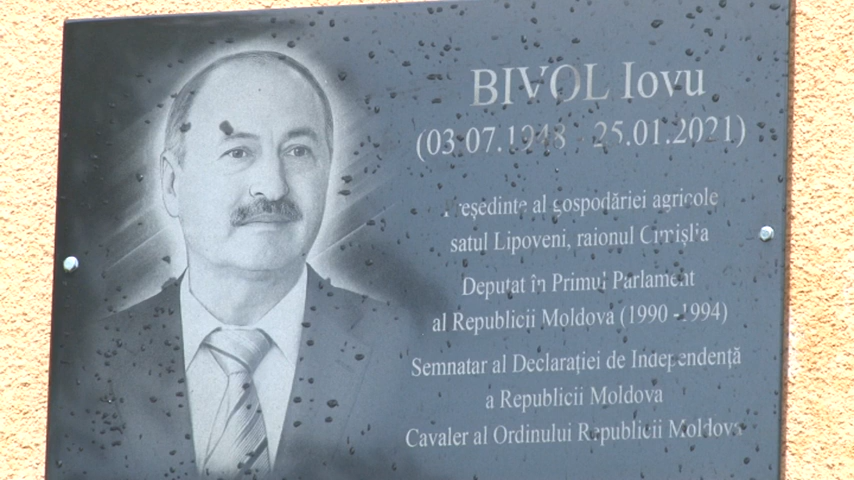 BIVOL Iovu
(03.07.1948 - 25.01.2021)
Președinte al gospodăriei agricole
satul Lipoveni, raionul Cimișlia
Deputat în Primul Parlament
al Republicii Moldova (1990 -1994)
Semnatar al Declarației de Independență
a Republicii Moldova
Cavaler al Ordinului Republicii Moldova